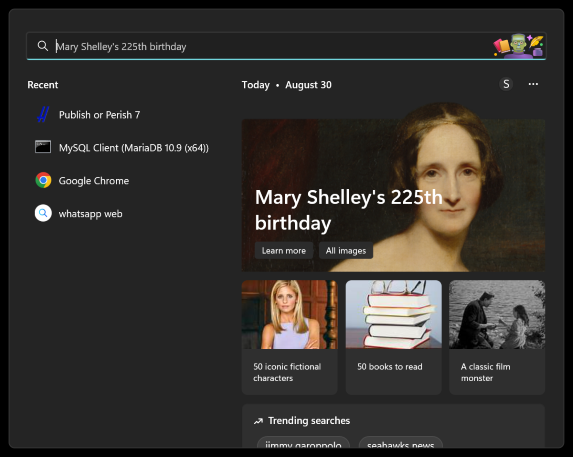 Mary Shelley's 225th birthday
Recent
Publish or Perish 7
MySQL Client (MariaDB 10.9 (x64))
Google Chrome
whatsapp web
Today • August 30
S
Mary Shelley's 225th
birthday
Learn more
All images
50 iconic fictional
characters
50 books to read
A classic film
monster
Trending searches
jimmy garoppolo
seahawks news